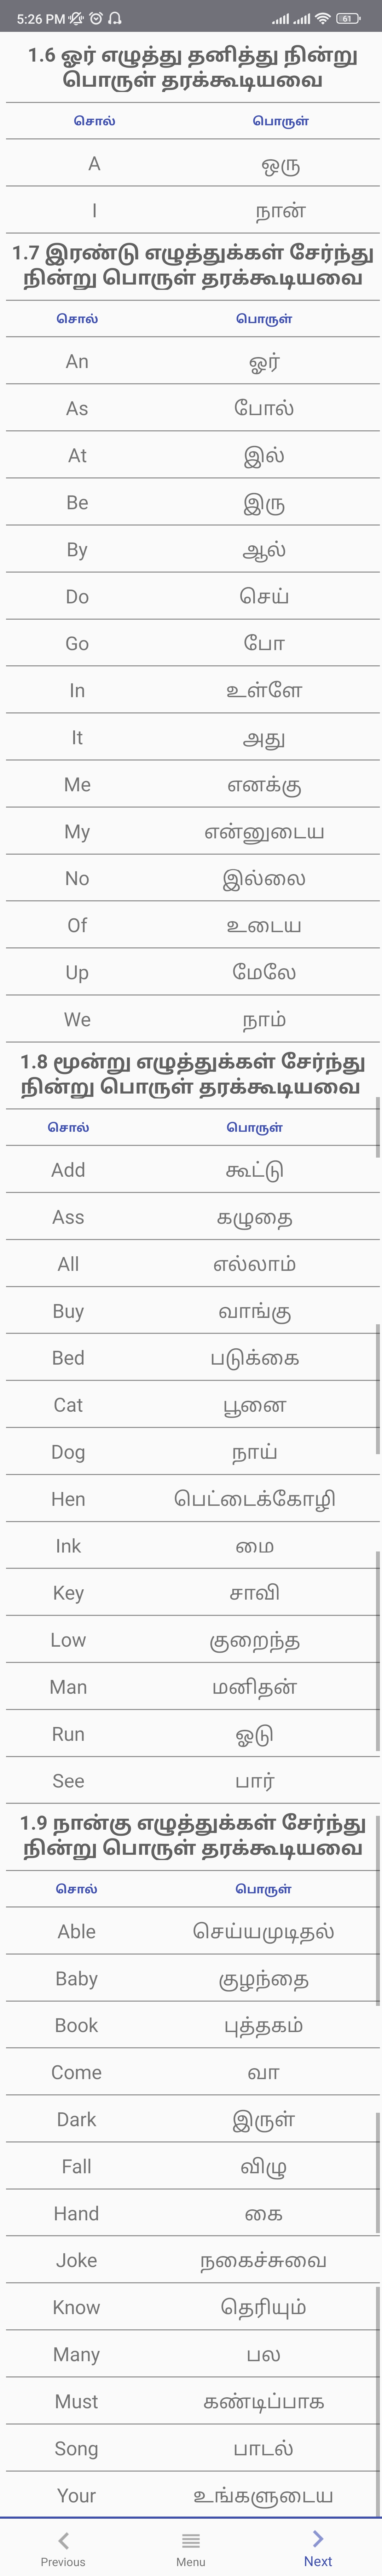 5:26 PM
61
1.6 ஓர் எழுத்து தனித்து நின்று
பொருள் தரக்கூடியவை
சொல் பொருள்
A ஒரு
I நான்
1.7 இரண்டு எழுத்துக்கள் சேர்ந்து
நின்று பொருள் தரக்கூடியவை
சொல் பொருள்
An ஓர்
As போல்
At இல்
Be இரு
By ஆல்
Do செய்
Go போ
In உள்ளே
It அது
Me எனக்கு
My என்னுடைய
No இல்லை
Of உடைய
Up மேலே
We நாம்
1.8 மூன்று எழுத்துக்கள் சேர்ந்து
நின்று பொருள் தரக்கூடியவை
சொல் பொருள்
Add கூட்டு
Ass கழுதை
All எல்லாம்
Buy வாங்கு
Bed படுக்கை
Cat பூனை
Dog நாய்
Hen பெட்டைக்கோழி
Ink மை
Key சாவி
Low குறைந்த
Man மனிதன்
Run ஓடு
See பார்
1.9 நான்கு எழுத்துக்கள் சேர்ந்து
நின்று பொருள் தரக்கூடியவை
சொல் பொருள்
Able செய்யமுடிதல்
Baby குழந்தை
Book புத்தகம்
Come வா
Dark இருள்
Fall விழு
Hand கை
Joke நகைச்சுவை
Know தெரியும்
Many பல
Must கண்டிப்பாக
Song பாடல்
Your உங்களுடைய
Previous Menu Next